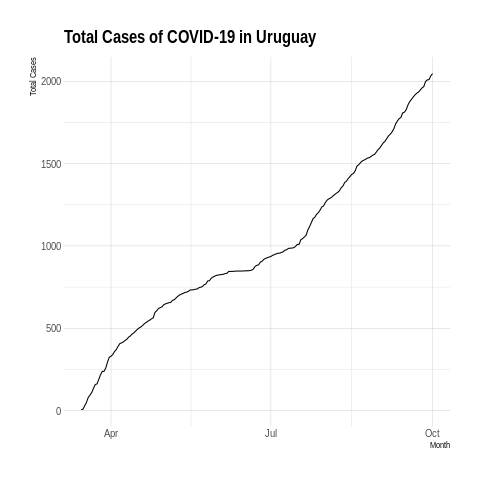 Total Cases of COVID-19 in Uruguay
Total Cases
2000
1500
1000
500
0
Apr
Jul
Oct
Month